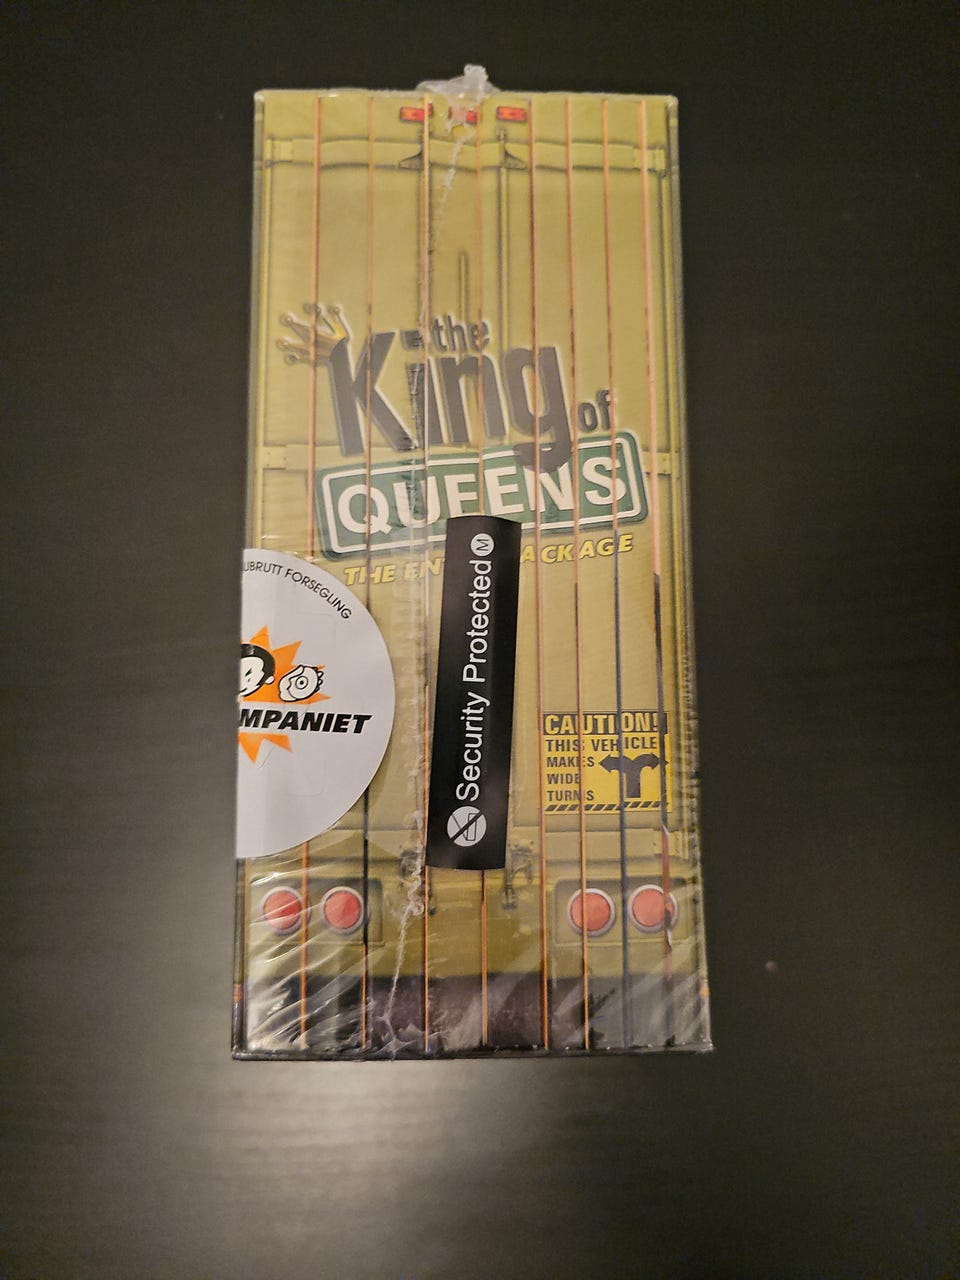 the
King of
QUEENS
THE EN ACKAGE
UBRUTT FORSEGLING
MPANIET
Security Protected M
CAUTION!
THIS VEHICLE
MAKES
WIDE
TURNS